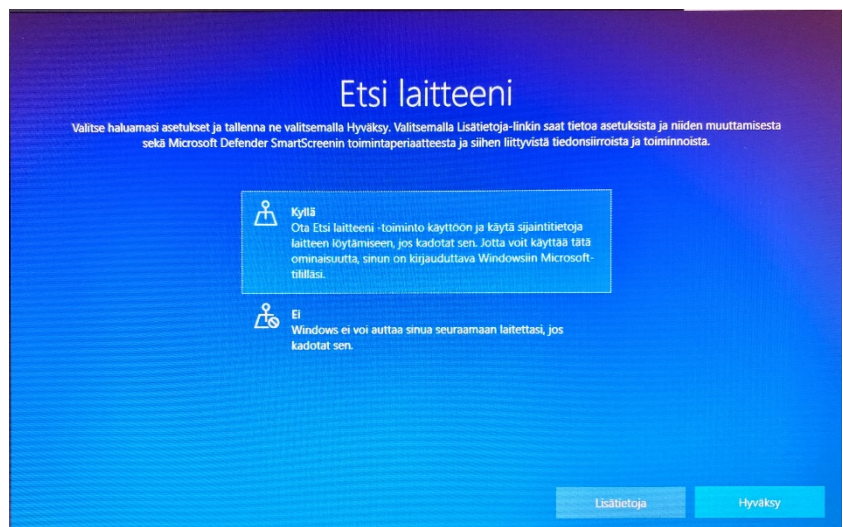 Etsi laitteeni
Valitse haluamasi asetukset ja tallenna ne valitsemalla Hyväksy. Valitsemalla Lisätietoja-linkin saat tietoa asetuksista ja niiden muuttamisesta
sekä Microsoft Defender SmartScreenin toimintaperiaatteesta ja siihen liittyvistä tiedonsiirroista ja toiminnoista.
Kyllä
Ota Etsi laitteeni -toiminto käyttöön ja käytä sijaintitietoja
laitteen löytämiseen, jos kadotat sen. Jotta voit käyttää tätä
ominaisuutta, sinun on kirjauduttava Windowsiin Microsoft-
tililläsi.
Ei
Windows ei voi auttaa sinua seuraamaan laitettasi, jos
kadotat sen.
Lisätietoja
Hyväksy